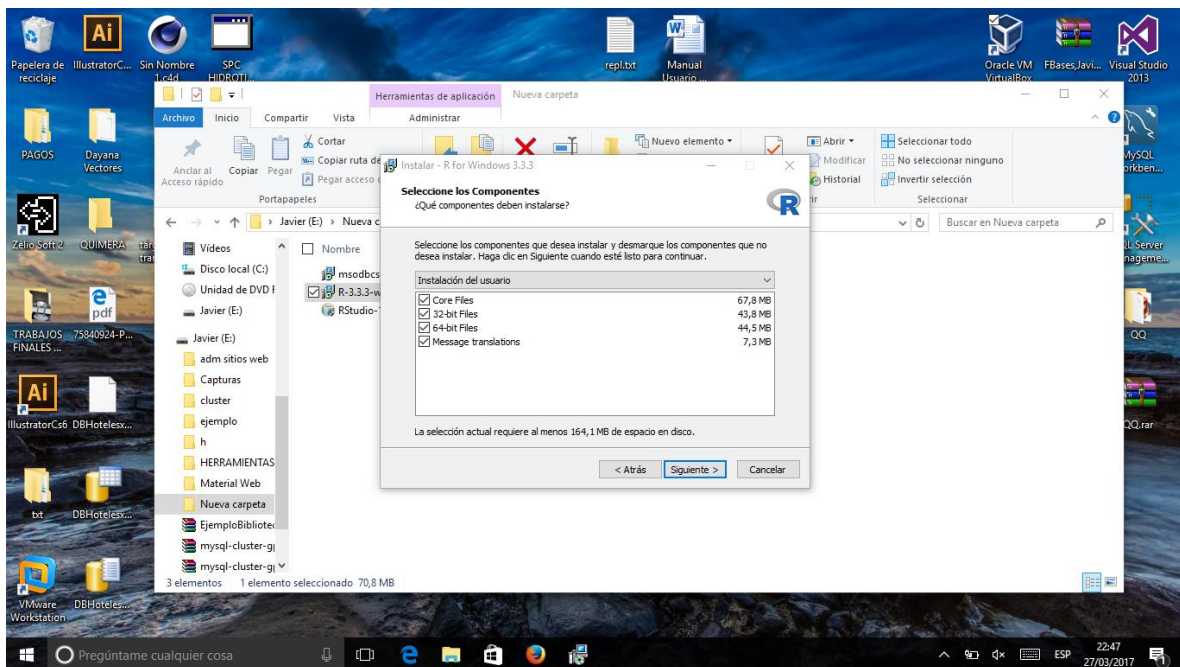 Papelera de reciclaje
Ai
IllustratorC...
Sin Nombre 1.c4d
SPC HIDROTI...
repl.txt
Manual Usuario ...
Oracle VM VirtualBox
FBases,Javi...
Visual Studio 2013
PAGOS
Dayana Vectores
Zelio Soft 2
QUIMERA
TRABAJOS FINALES ...
pdf
75840924-P...
Ai
IllustratorCs6
DBHotelesx...
txt
DBHotelesx...
VMware Workstation
DBHoteles...
QQ
QQ.rar
Herramientas de aplicación
Nueva carpeta
Archivo
Inicio
Compartir
Vista
Administrar
Anclar al Acceso rápido
Copiar
Pegar
Cortar
Copiar ruta de
Pegar acceso
Portapapeles
Nuevo elemento
Abrir
Modificar
Historial
Seleccionar todo
No seleccionar ninguno
Invertir selección
Seleccionar
Javier (E:) > Nueva c
Buscar en Nueva carpeta
Vídeos
Disco local (C:)
Unidad de DVD
Javier (E:)
Javier (E:)
adm sitios web
Capturas
cluster
ejemplo
h
HERRAMIENTAS
Material Web
Nueva carpeta
EjemploBibliotec
mysql-cluster-g
mysql-cluster-g
Nombre
msodbcs
R-3.3.3-w
RStudio-
Instalar - R for Windows 3.3.3
Seleccione los Componentes
¿Qué componentes deben instalarse?
R
Seleccione los componentes que desea instalar y desmarque los componentes que no
desea instalar. Haga clic en Siguiente cuando esté listo para continuar.
Instalación del usuario
Core Files 67,8 MB
32-bit Files 43,8 MB
64-bit Files 44,5 MB
Message translations 7,3 MB
La selección actual requiere al menos 164,1 MB de espacio en disco.
< Atrás
Siguiente >
Cancelar
3 elementos 1 elemento seleccionado 70,8 MB
Pregúntame cualquier cosa
ESP
22:47
27/03/2017